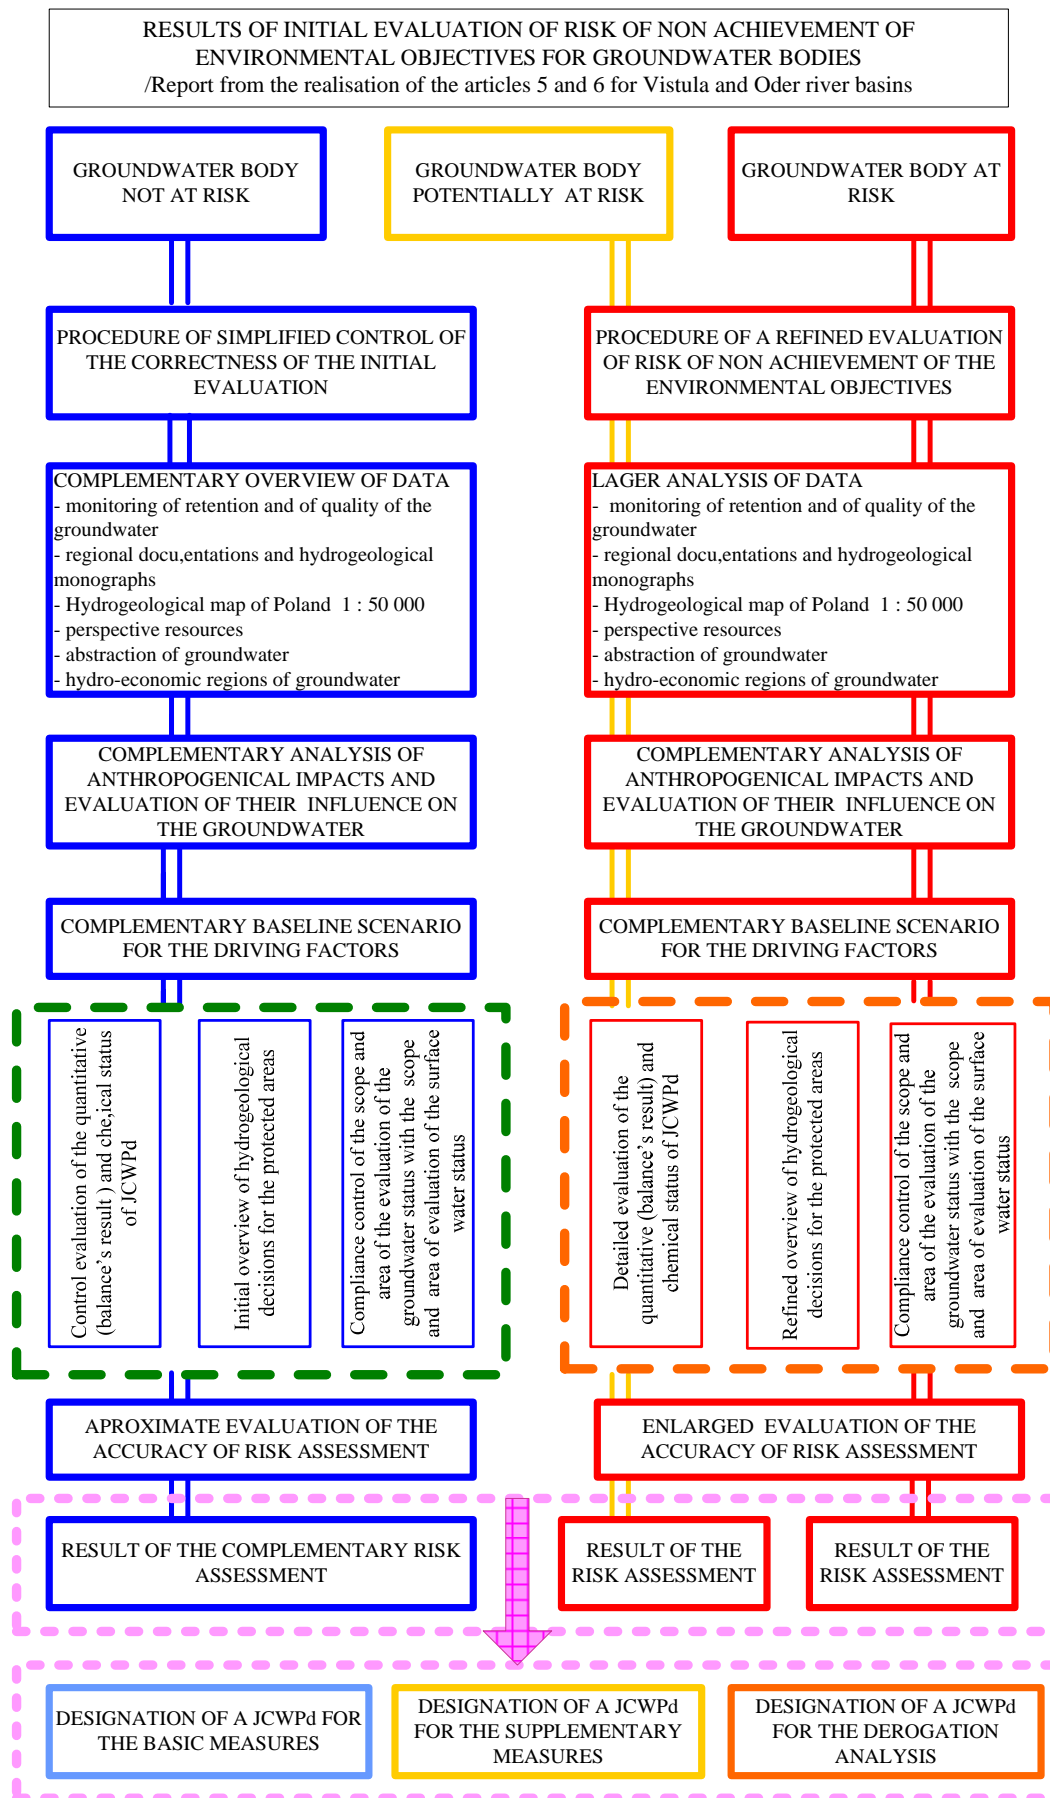 RESULTS OF INITIAL EVALUATION OF RISK OF NON ACHIEVEMENT OF
ENVIRONMENTAL OBJECTIVES FOR GROUNDWATER BODIES
/Report from the realisation of the articles 5 and 6 for Vistula and Oder river basins
GROUNDWATER BODY
NOT AT RISK
GROUNDWATER BODY
POTENTIALLY AT RISK
GROUNDWATER BODY AT
RISK
PROCEDURE OF SIMPLIFIED CONTROL OF
THE CORRECTNESS OF THE INITIAL
EVALUATION
PROCEDURE OF A REFINED EVALUATION
OF RISK OF NON ACHIEVEMENT OF THE
ENVIRONMENTAL OBJECTIVES
COMPLEMENTARY OVERVIEW OF DATA
- monitoring of retention and of quality of the
groundwater
- regional docu,entations and hydrogeological
monographs
- Hydrogeological map of Poland 1 : 50 000
- perspective resources
- abstraction of groundwater
- hydro-economic regions of groundwater
LAGER ANALYSIS OF DATA
- monitoring of retention and of quality of the
groundwater
- regional docu,entations and hydrogeological
monographs
- Hydrogeological map of Poland 1 : 50 000
- perspective resources
- abstraction of groundwater
- hydro-economic regions of groundwater
COMPLEMENTARY ANALYSIS OF
ANTHROPOGENICAL IMPACTS AND
EVALUATION OF THEIR INFLUENCE ON
THE GROUNDWATER
COMPLEMENTARY ANALYSIS OF
ANTHROPOGENICAL IMPACTS AND
EVALUATION OF THEIR INFLUENCE ON
THE GROUNDWATER
COMPLEMENTARY BASELINE SCENARIO
FOR THE DRIVING FACTORS
COMPLEMENTARY BASELINE SCENARIO
FOR THE DRIVING FACTORS
Control evaluation of the quantitative
(balance's result ) and che,ical status
of JCWPd
Initial overview of hydrogeological
decisions for the protected areas
Compliance control of the scope and
area of the evaluation of the
groundwater status with the scope
and area of evaluation of the surface
water status
Detailed evaluation of the
quantitative (balance's result) and
chemical status of JCWPd
Refined overview of hydrogeological
decisions for the protected areas
Compliance control of the scope and
area of the evaluation of the
groundwater status with the scope
and area of evaluation of the surface
water status
APROXIMATE EVALUATION OF THE
ACCURACY OF RISK ASSESSMENT
ENLARGED EVALUATION OF THE
ACCURACY OF RISK ASSESSMENT
RESULT OF THE COMPLEMENTARY RISK
ASSESSMENT
RESULT OF THE
RISK ASSESSMENT
RESULT OF THE
RISK ASSESSMENT
DESIGNATION OF A JCWPd FOR
THE BASIC MEASURES
DESIGNATION OF A JCWPd
FOR THE SUPPLEMENTARY
MEASURES
DESIGNATION OF A JCWPd
FOR THE DEROGATION
ANALYSIS